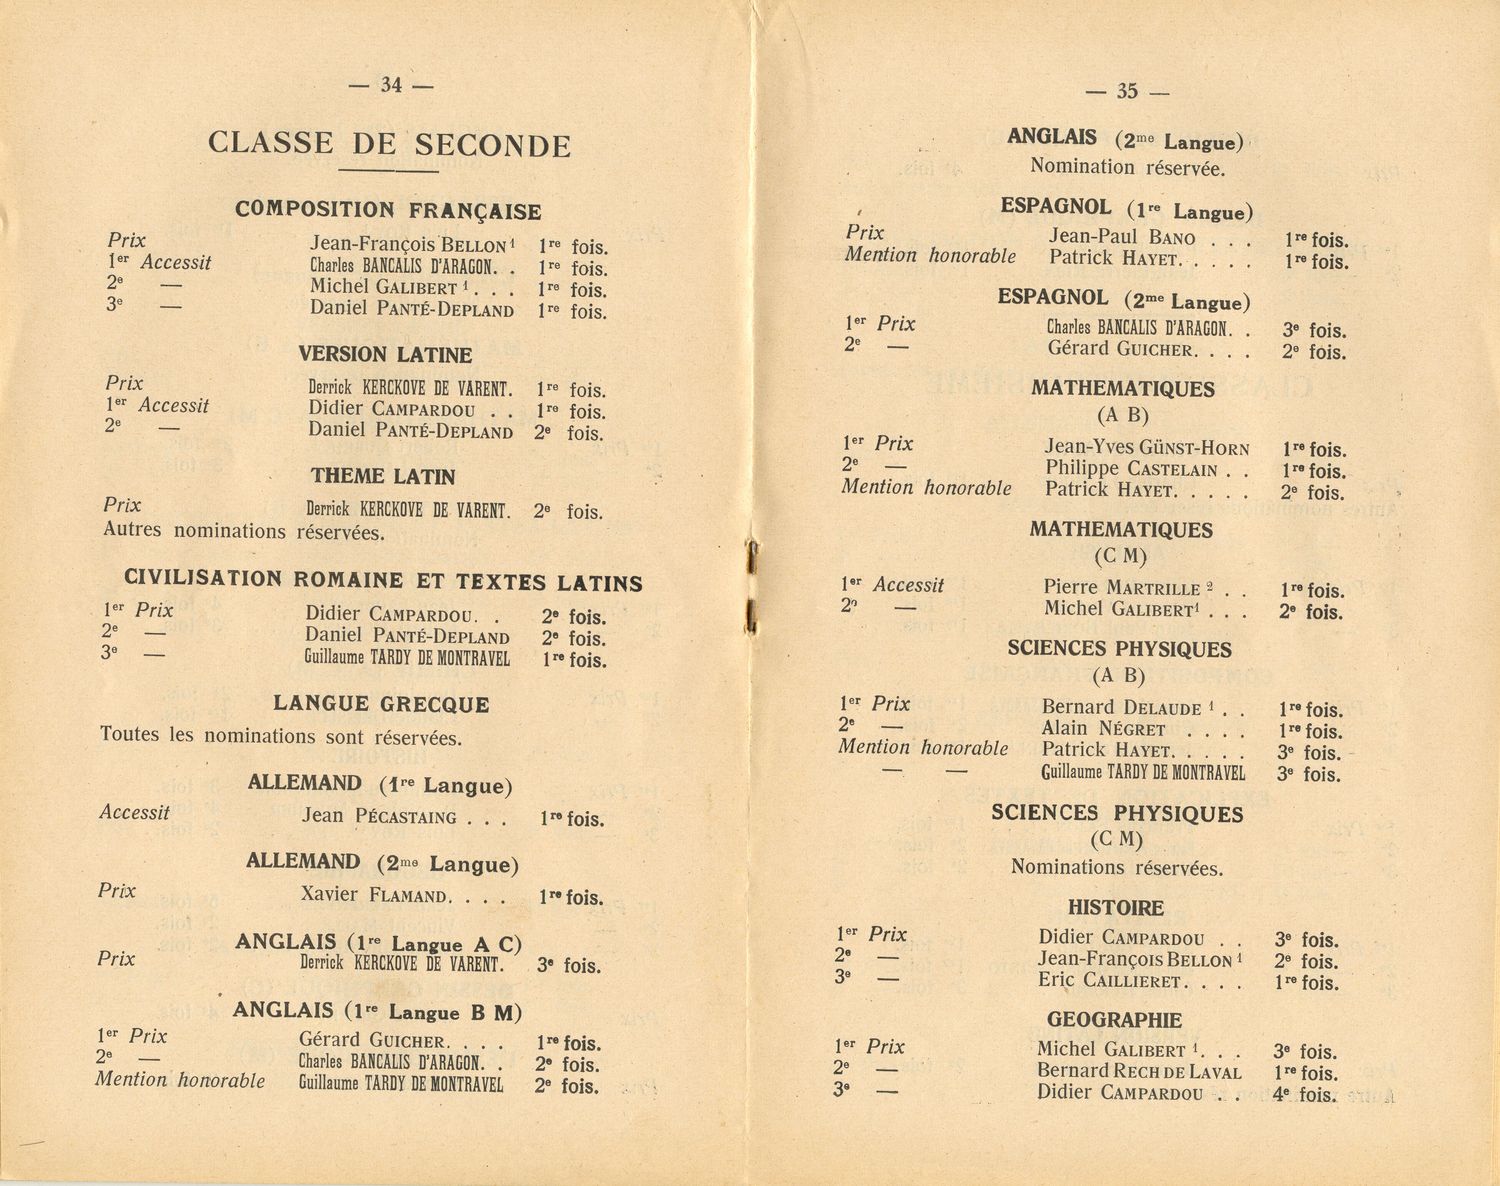 — 34 —
CLASSE DE SECONDE
COMPOSITION FRANÇAISE
Prix Jean-François BELLON¹ 1re fois.
1er Accessit Charles BANCALIS D'ARAGON. . 1re fois.
2e — Michel GALIBERT ¹. . . 1re fois.
3e — Daniel PANTÉ-DEPLAND 1re fois.
VERSION LATINE
Prix Derrick KERCKOVE DE VARENT. 1re fois.
1er Accessit Didier CAMPARDOU . . 1re fois.
2e — Daniel PANTÉ-DEPLAND 2e fois.
THEME LATIN
Prix Derrick KERCKOVE DE VARENT. 2e fois.
Autres nominations réservées.
CIVILISATION ROMAINE ET TEXTES LATINS
1er Prix Didier CAMPARDOU. . 2e fois.
2e — Daniel PANTÉ-DEPLAND 2e fois.
3e — Guillaume TARDY DE MONTRAVEL 1re fois.
LANGUE GRECQUE
Toutes les nominations sont réservées.
ALLEMAND (1re Langue)
Accessit Jean PÉCASTAING . . . 1re fois.
ALLEMAND (2me Langue)
Prix Xavier FLAMAND. . . . 1re fois.
ANGLAIS (1re Langue A C)
Prix Derrick KERCKOVE DE VARENT. 3e fois.
ANGLAIS (1re Langue B M)
1er Prix Gérard GUICHER. . . . 1re fois.
2e — Charles BANCALIS D'ARAGON. . 2e fois.
Mention honorable Guillaume TARDY DE MONTRAVEL 2e fois.
— 35 —
ANGLAIS (2me Langue)
Nomination réservée.
ESPAGNOL (1re Langue)
Prix Jean-Paul BANO . . . 1re fois.
Mention honorable Patrick HAYET. . . . . 1re fois.
ESPAGNOL (2me Langue)
1er Prix Charles BANCALIS D'ARAGON. . 3e fois.
2e — Gérard GUICHER. . . . 2e fois.
MATHEMATIQUES
(A B)
1er Prix Jean-Yves GÜNST-HORN 1re fois.
2e — Philippe CASTELAIN . . 1re fois.
Mention honorable Patrick HAYET. . . . . 2e fois.
MATHEMATIQUES
(C M)
1er Accessit Pierre MARTRILLE ² . . 1re fois.
2e — Michel GALIBERT¹ . . . 2e fois.
SCIENCES PHYSIQUES
(A B)
1er Prix Bernard DELAUDE ¹ . . 1re fois.
2e — Alain NÉGRET . . . . 1re fois.
Mention honorable Patrick HAYET. . . . . 3e fois.
— — Guillaume TARDY DE MONTRAVEL 3e fois.
SCIENCES PHYSIQUES
(C M)
Nominations réservées.
HISTOIRE
1er Prix Didier CAMPARDOU . . 3e fois.
2e — Jean-François BELLON ¹ 2e fois.
3e — Eric CAILLIERET. . . . 1re fois.
GEOGRAPHIE
1er Prix Michel GALIBERT ¹. . . 3e fois.
2e — Bernard RECH DE LAVAL 1re fois.
3e — Didier CAMPARDOU . . 4e fois.